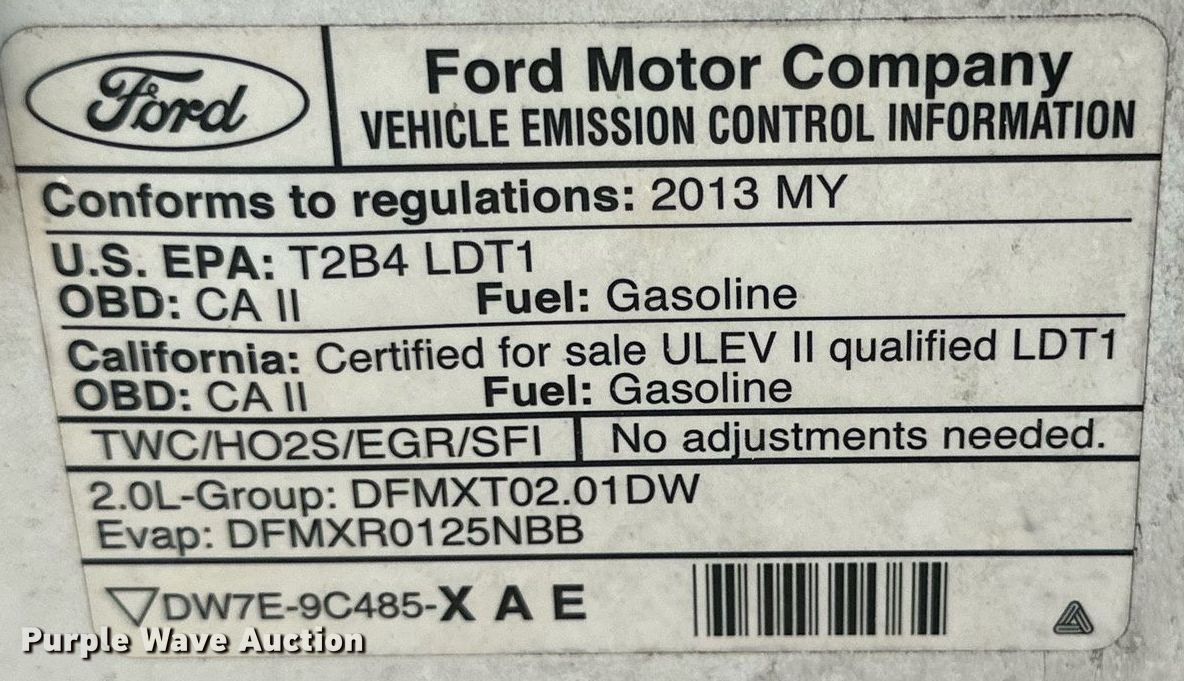 Ford
Ford Motor Company
VEHICLE EMISSION CONTROL INFORMATION
Conforms to regulations: 2013 MY
U.S. EPA: T2B4 LDT1
OBD: CA II Fuel: Gasoline
California: Certified for sale ULEV II qualified LDT1
OBD: CA II Fuel: Gasoline
TWC/HO2S/EGR/SFI No adjustments needed.
2.0L-Group: DFMXT02.01DW
Evap: DFMXR0125NBB
DW7E-9C485-X A E
Purple Wave Auction